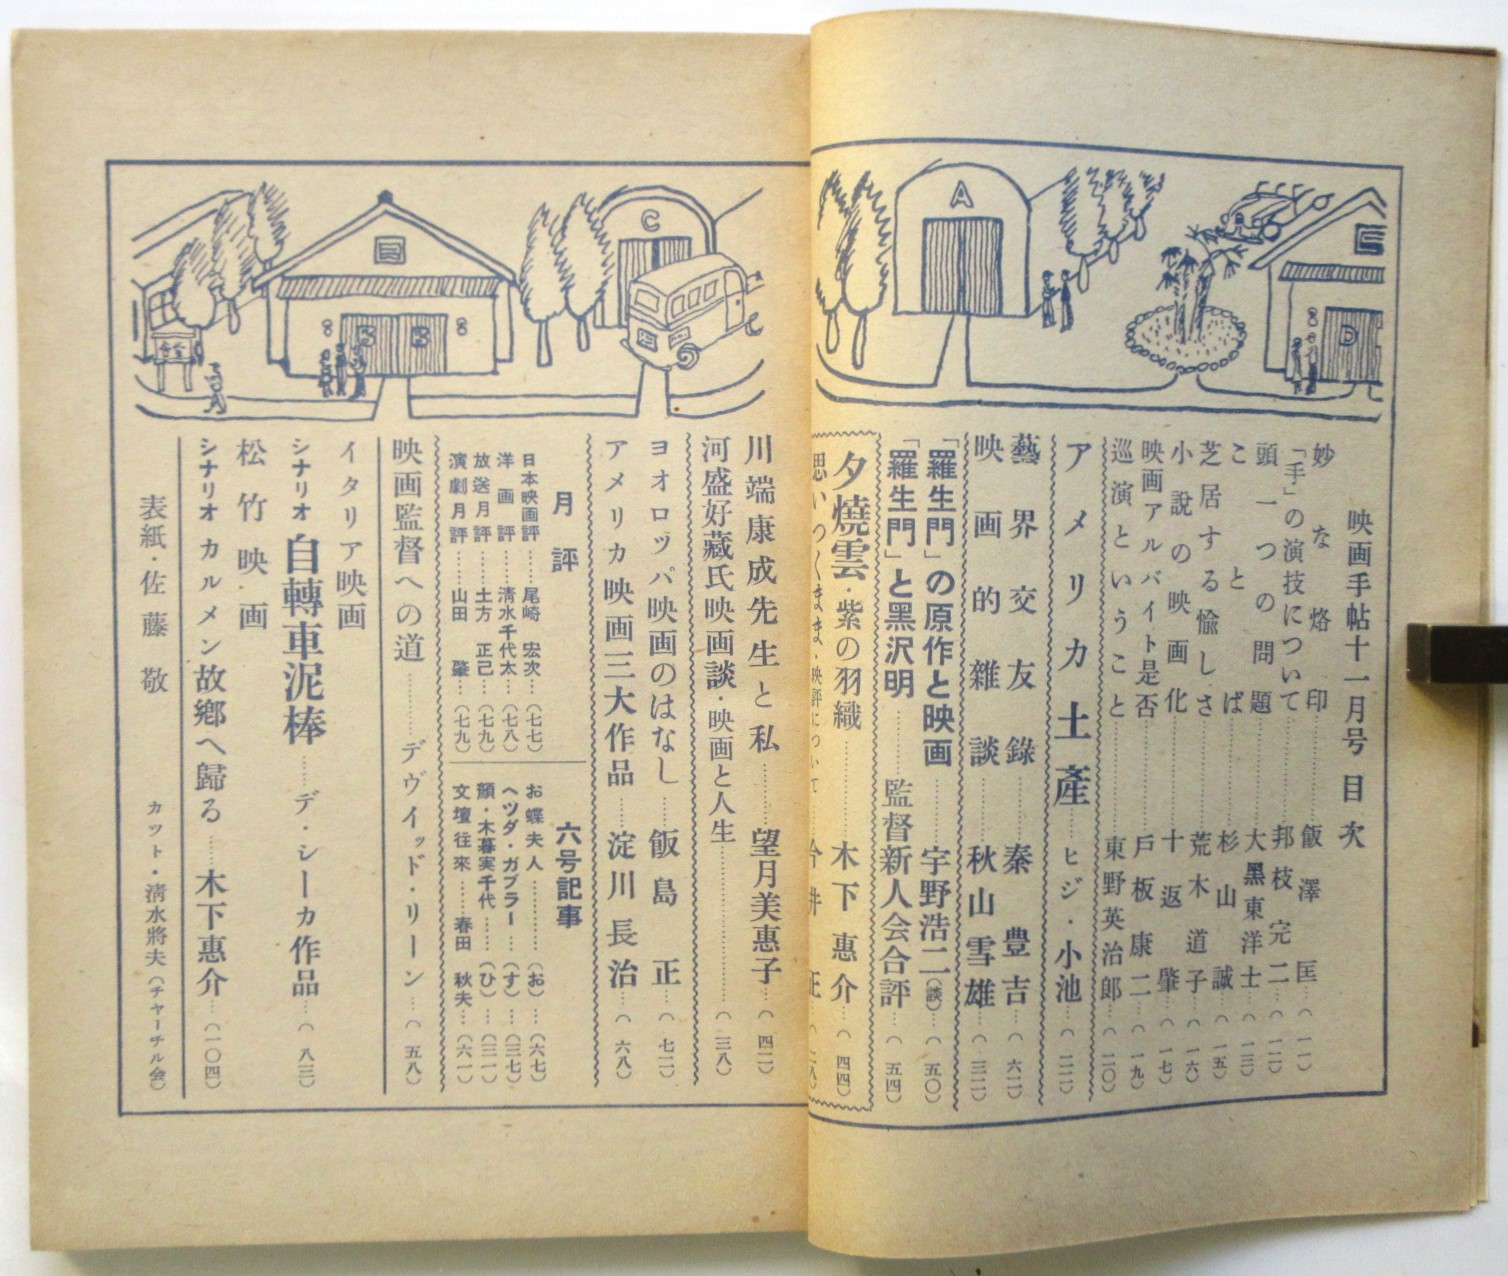 映画手帖十一月号 目次
妙な烙印……飯澤匡…(一一)
「手」の演技について……邦枝完二…(一二)
頭一つの問題……大黒東洋士…(一三)
ことば……杉山誠…(一五)
芝居する愉しさ……荒木道子…(一六)
小説の映画化……十返肇…(一七)
映画アルバイト是否……戸板康二…(一九)
巡演ということ……東野英治郎…(二〇)
アメリカ土産……ヒジ・小池…(二二)
藝界交友錄……秦豊吉…(六二)
映画的雜談……秋山雪雄…(三二)
「羅生門」の原作と映画……宇野浩二(談)…(五〇)
「羅生門」と黑沢明……監督新人会合評…(五四)
夕燒雲・紫の羽織……木下惠介…(四四)
思いつくまま・映評について 今井正
川端康成先生と私……望月美惠子…(四二)
河盛好藏氏映画談・映画と人生……(三八)
ヨオロッパ映画のはなし……飯島正…(七二)
アメリカ映画三大作品……淀川長治…(六八)
月評
日本映画評……尾崎宏次…(七七)
洋画評……清水千代太…(七八)
放送月評……土方正己…(七九)
演劇月評……山田肇…(七九)
六号記事
お蝶夫人……(お)…(六七)
ヘッダ・ガブラー…(す)…(三七)
顔・木暮実千代……(ひ)…(三一)
文壇往來……春田秋夫…(六一)
映画監督への道……デヴィッド・リーン…(五八)
イタリア映画
シナリオ 自轉車泥棒……デ・シーカ作品…(八三)
松竹映画
シナリオ カルメン故鄕へ歸る……木下惠介…(一〇四)
表紙・佐藤敬
カット・淸水將夫(チャーチル会)
A
D
C
食堂